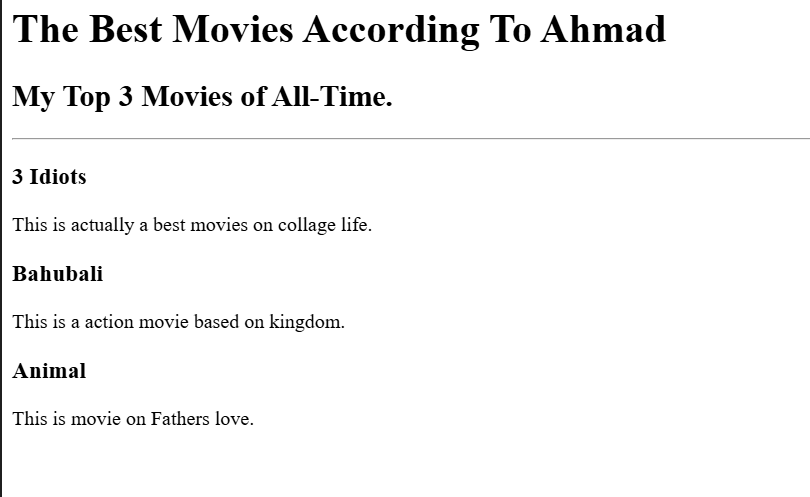 The Best Movies According To Ahmad
My Top 3 Movies of All-Time.
3 Idiots
This is actually a best movies on collage life.
Bahubali
This is a action movie based on kingdom.
Animal
This is movie on Fathers love.